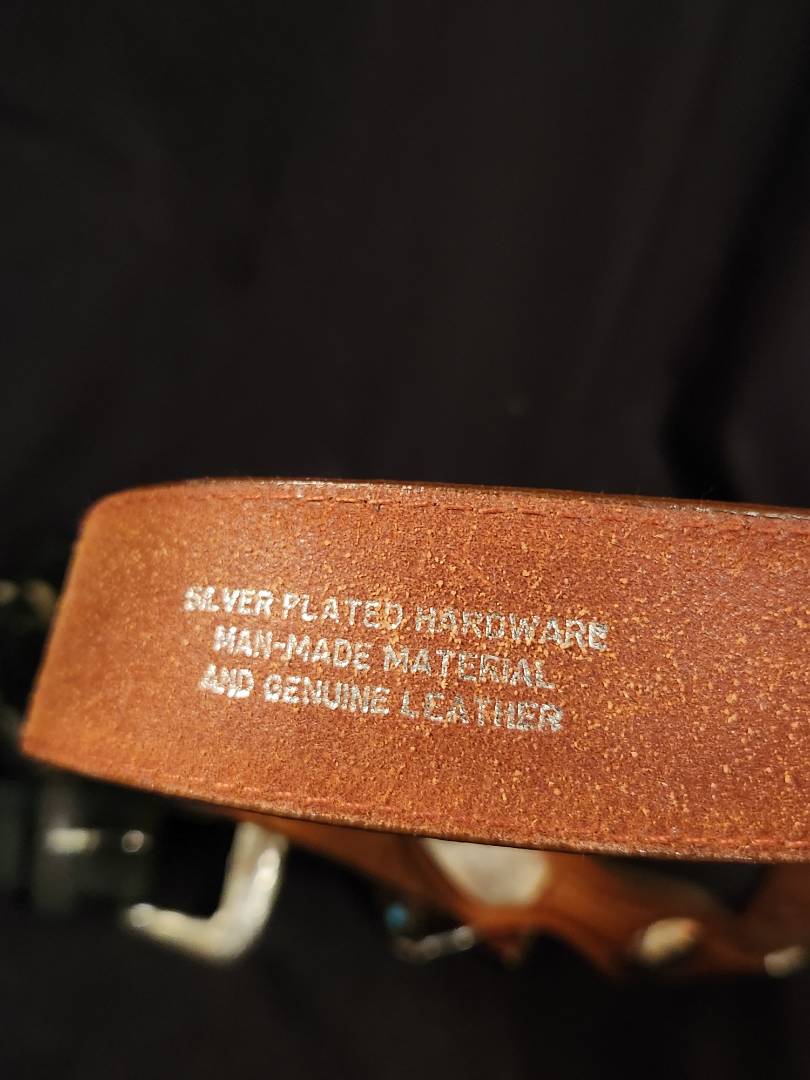 SILVER PLATED HARDWARE
MAN-MADE MATERIAL
AND GENUINE LEATHER